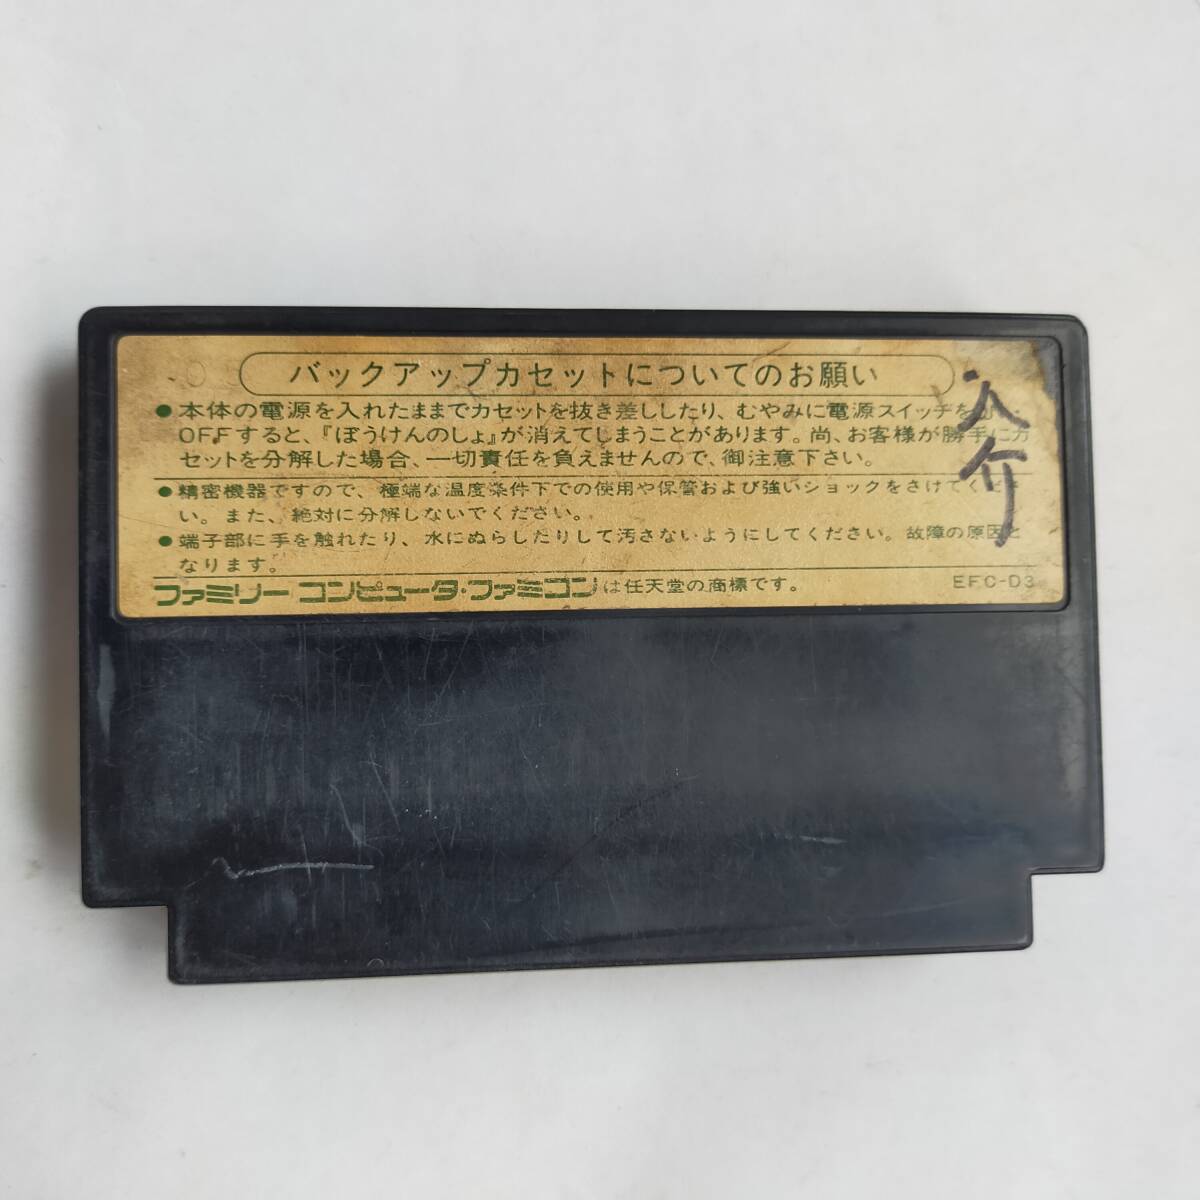 バックアップカセットについてのお願い
●本体の電源を入れたままでカセットを抜き差ししたり、むやみに電源スイッチを
OFFすると、『ぼうけんのしょ』が消えてしまうことがあります。尚、お客様が勝手にカ
セットを分解した場合、一切責任を負えませんので、御注意下さい。
●精密機器ですので、極端な温度条件下での使用や保管および強いショックをさけてくださ
い。また、絶対に分解しないでください。
●端子部に手を触れたり、水にぬらしたりして汚さないようにしてください。故障の原因と
なります。
ファミリーコンピュータ・ファミコンは任天堂の商標です。 EFC-D3
介